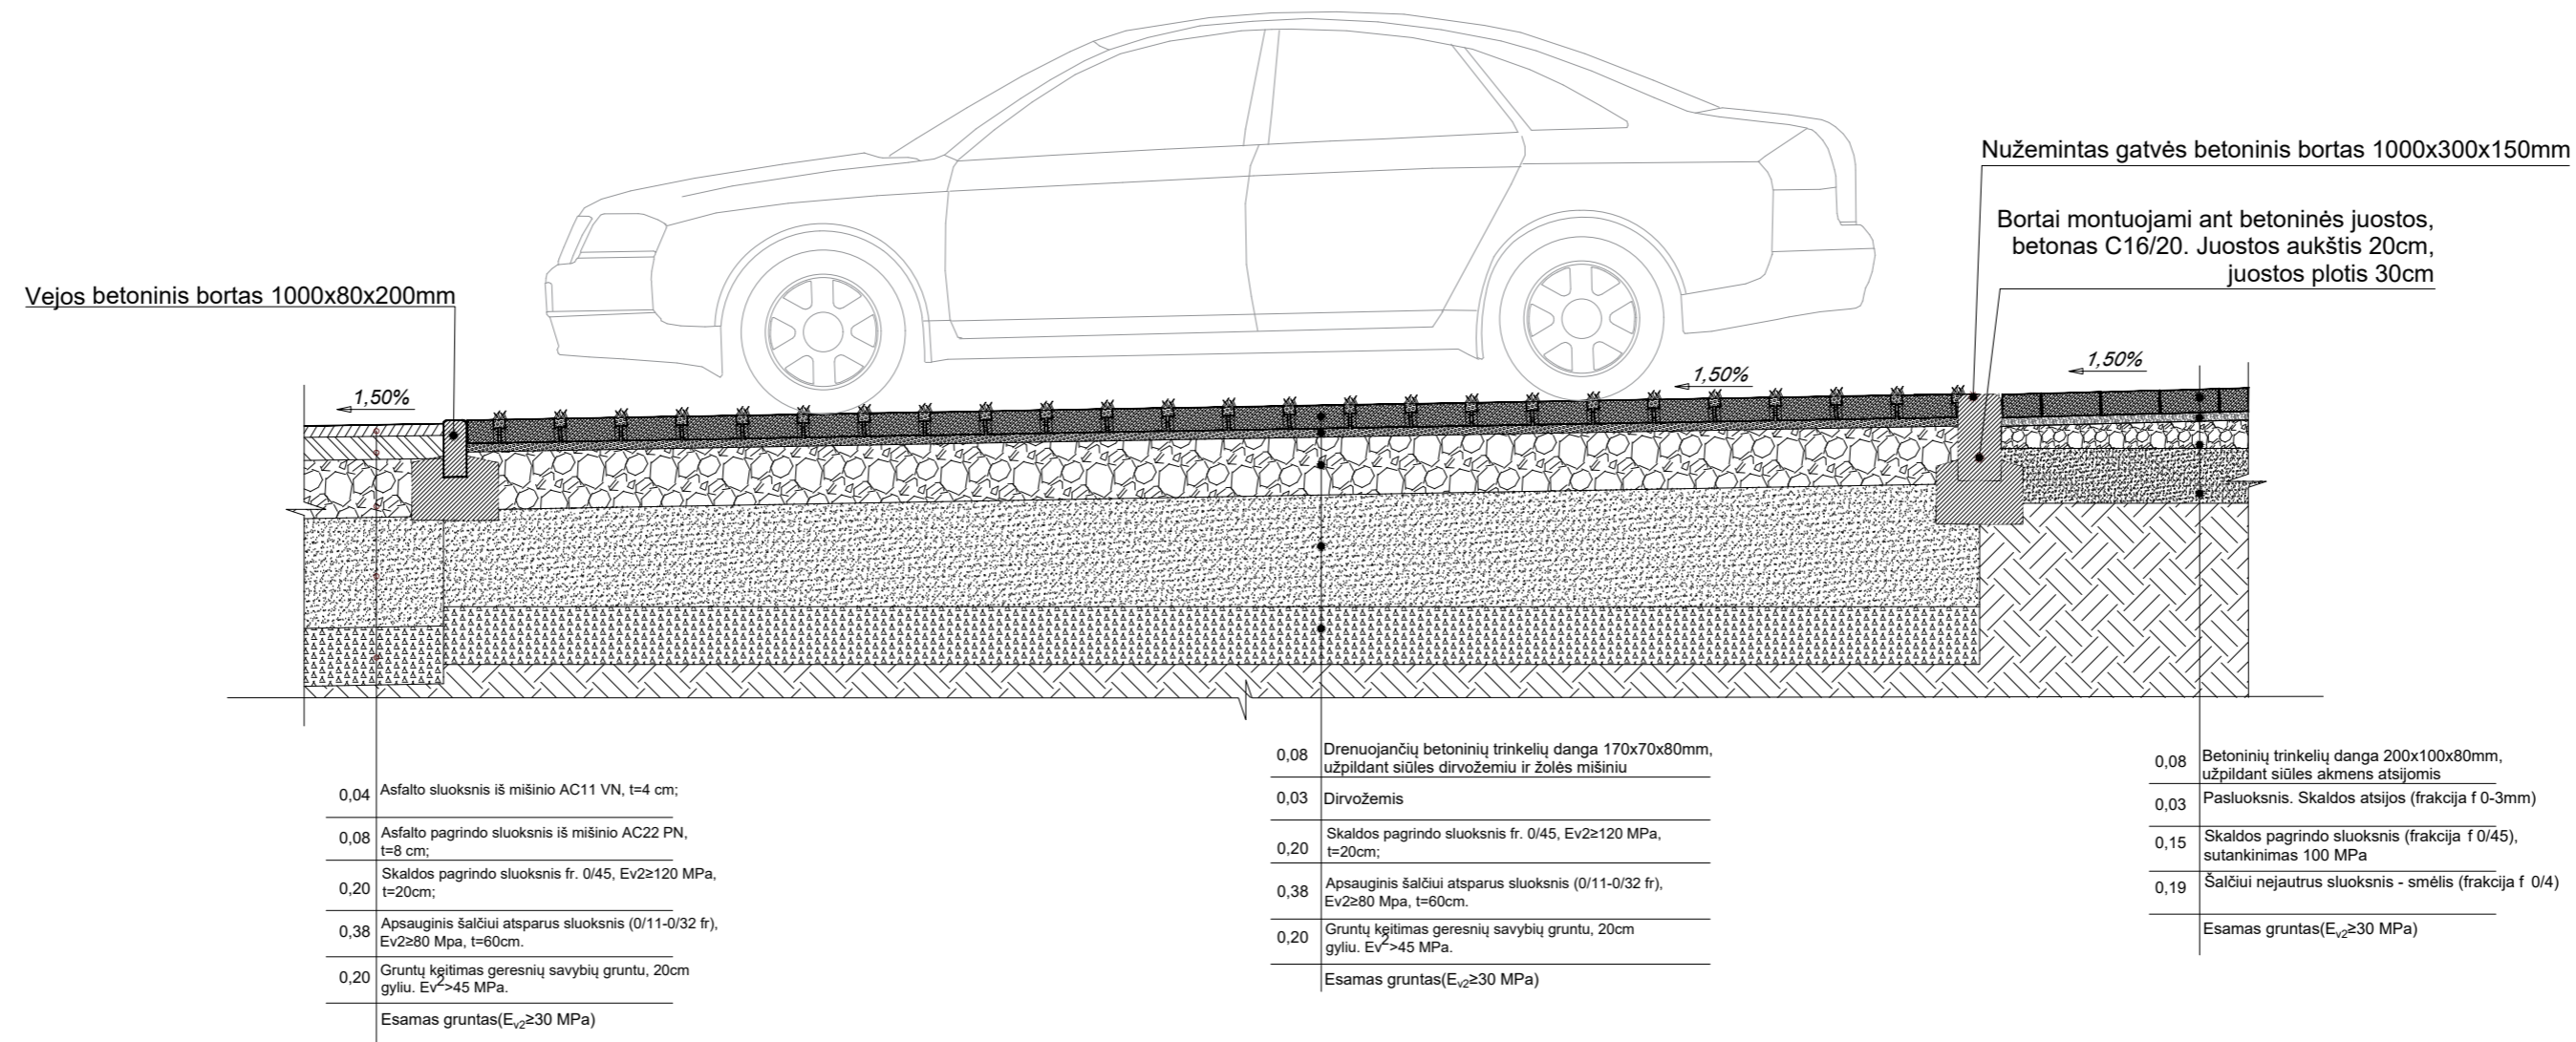 Nužemintas gatvės betoninis bortas 1000x300x150mm
Bortai montuojami ant betoninės juostos,
betonas C16/20. Juostos aukštis 20cm,
juostos plotis 30cm
Vejos betoninis bortas 1000x80x200mm
1,50%
1,50%
1,50%
0,04 Asfalto sluoksnis iš mišinio AC11 VN, t=4 cm;
0,08 Asfalto pagrindo sluoksnis iš mišinio AC22 PN,
t=8 cm;
0,20 Skaldos pagrindo sluoksnis fr. 0/45, Ev2≥120 MPa,
t=20cm;
0,38 Apsauginis šalčiui atsparus sluoksnis (0/11-0/32 fr),
Ev2≥80 Mpa, t=60cm.
0,20 Gruntų keitimas geresnių savybių gruntu, 20cm
gyliu. Ev2>45 MPa.
Esamas gruntas(Ev2≥30 MPa)
0,08 Drenuojančių betoninių trinkelių danga 170x70x80mm,
užpildant siūles dirvožemiu ir žolės mišiniu
0,03 Dirvožemis
0,20 Skaldos pagrindo sluoksnis fr. 0/45, Ev2≥120 MPa,
t=20cm;
0,38 Apsauginis šalčiui atsparus sluoksnis (0/11-0/32 fr),
Ev2≥80 Mpa, t=60cm.
0,20 Gruntų keitimas geresnių savybių gruntu, 20cm
gyliu. Ev2>45 MPa.
Esamas gruntas(Ev2≥30 MPa)
0,08 Betoninių trinkelių danga 200x100x80mm,
užpildant siūles akmens atsijomis
0,03 Pasluoksnis. Skaldos atsijos (frakcija f 0-3mm)
0,15 Skaldos pagrindo sluoksnis (frakcija f 0/45),
sutankinimas 100 MPa
0,19 Šalčiui nejautrus sluoksnis - smėlis (frakcija f 0/4)
Esamas gruntas(Ev2≥30 MPa)